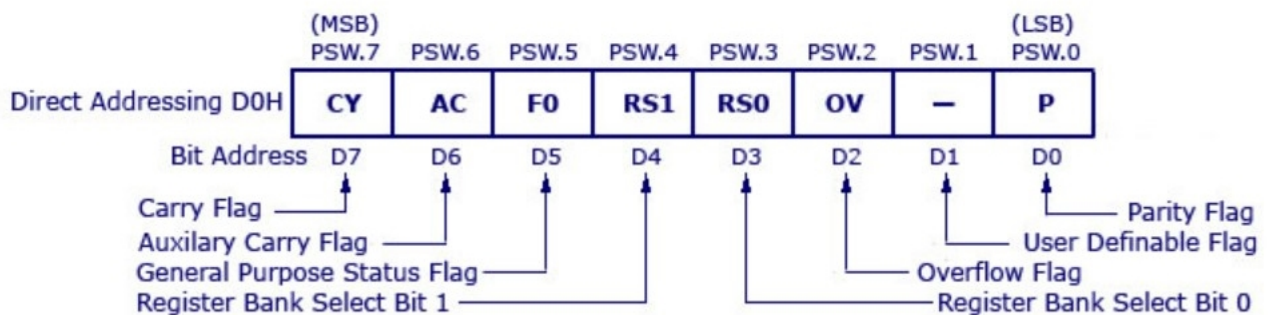 (MSB) (LSB)
PSW.7 PSW.6 PSW.5 PSW.4 PSW.3 PSW.2 PSW.1 PSW.0
Direct Addressing D0H CY AC F0 RS1 RS0 OV — P
Bit Address D7 D6 D5 D4 D3 D2 D1 D0
Carry Flag Parity Flag
Auxilary Carry Flag User Definable Flag
General Purpose Status Flag Overflow Flag
Register Bank Select Bit 1 Register Bank Select Bit 0